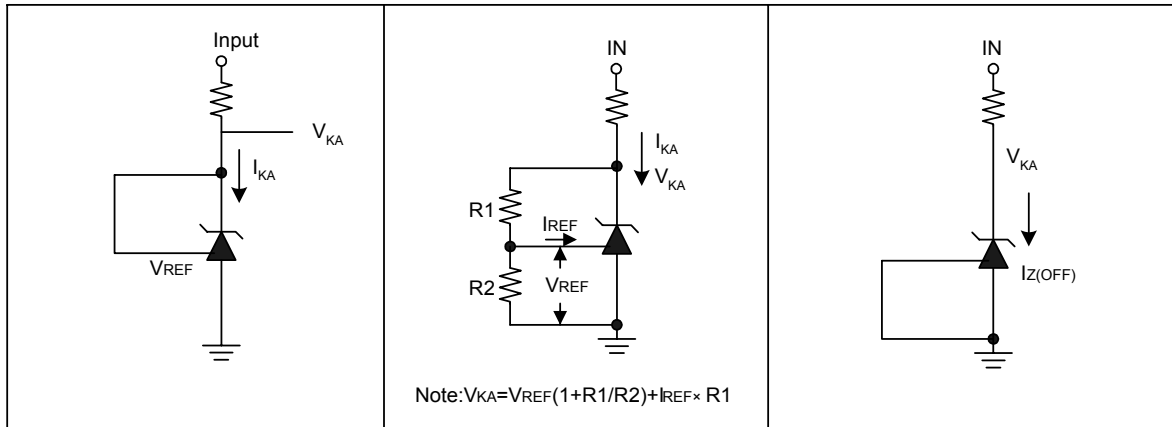 Input
V_KA
I_KA
VREF
IN
I_KA
V_KA
R1
IREF
VREF
R2
Note:VKA=VREF(1+R1/R2)+IREF× R1
IN
V_KA
IZ(OFF)